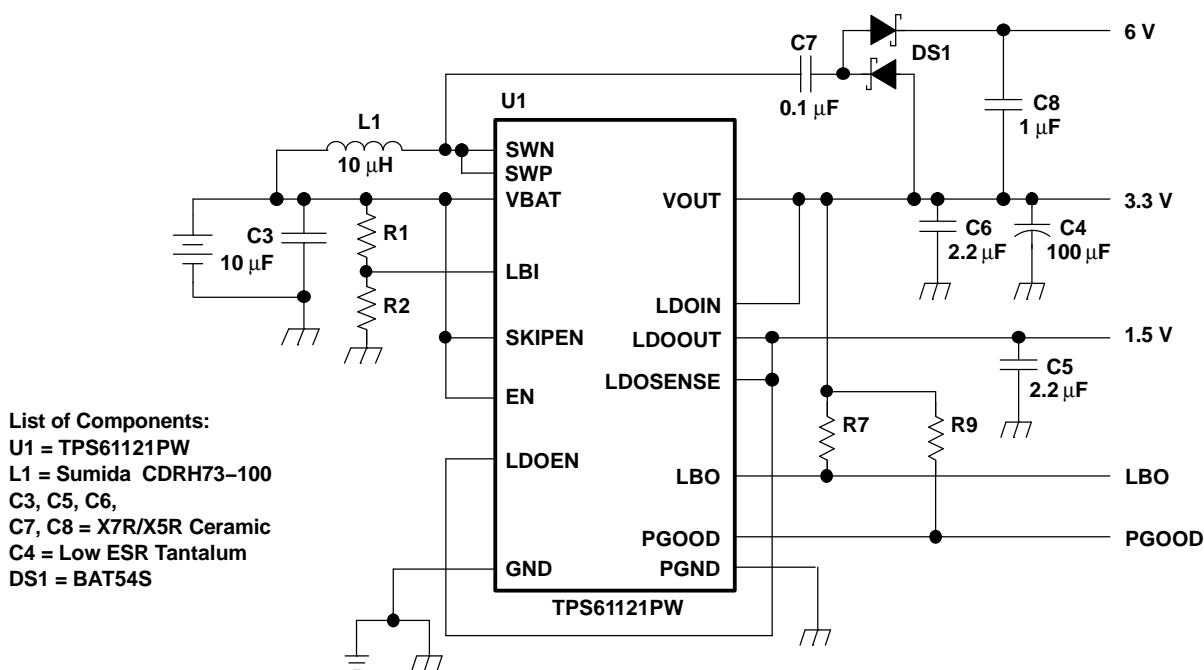 6 V
C7
DS1
U1
0.1 μF
C8
1 μF
L1
10 μH
SWN
SWP
VBAT
VOUT
3.3 V
C3
10 μF
R1
C6
2.2 μF
C4
100 μF
LBI
R2
LDOIN
SKIPEN
LDOOUT
1.5 V
LDOSENSE
C5
2.2 μF
EN
R7
R9
LDOEN
LBO
LBO
PGOOD
PGOOD
GND
PGND
TPS61121PW
List of Components:
U1 = TPS61121PW
L1 = Sumida CDRH73–100
C3, C5, C6,
C7, C8 = X7R/X5R Ceramic
C4 = Low ESR Tantalum
DS1 = BAT54S